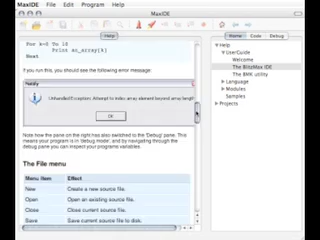 MaxIDE File Edit Program Help
MaxIDE
Help
Home Code Debug
For k=0 To 10
Print my_array[k]
Next
If you run this, you should see the following error message:
Notify
Unhandled Exception: Attempt to index array element beyond array length
OK
Note how the pane on the right has also switched to the 'Debug' pane. This
means your program is in 'debug mode', and by navigating through the
debug pane you can inspect your programs variables.
The File menu
Menu item Effect
New Create a new source file.
Open Open an existing source file.
Close Close current source file.
Save Save current source file to disk.
Help
UserGuide
Welcome
The BlitzMax IDE
The BMK utility
Language
Modules
Samples
Projects